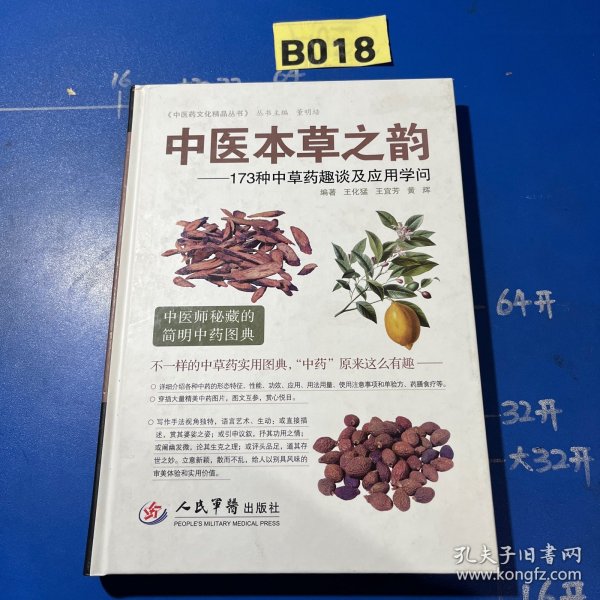 B018
16
64
《中医药文化精品丛书》 丛书主编 董明培
中医本草之韵
——173种中草药趣谈及应用学问
编著 王化猛 王宜芳 黄 辉
中医师秘藏的
简明中药图典
64开
不一样的中草药实用图典，“中药”原来这么有趣——
○ 详细介绍各种中药的形态特征、性能、功效、应用、用法用量、使用注意事项和单验方、药膳食疗等。
○ 穿插大量精美中药图片，图文互参，赏心悦目。
○ 写作手法视角独特，语言艺术、生动；或直接描
述，赏其婆娑之姿；或引申议叙，抒其功用之情；
或阐幽发微，论其生克之理；或评头品足，道其存
世之妙。立意新颖，散而不乱，给人以别具风味的
审美体验和实用价值。
32开
大32开
人民军医出版社
PEOPLE'S MILITARY MEDICAL PRESS
16开
孔夫子旧书网
www.kongfz.com